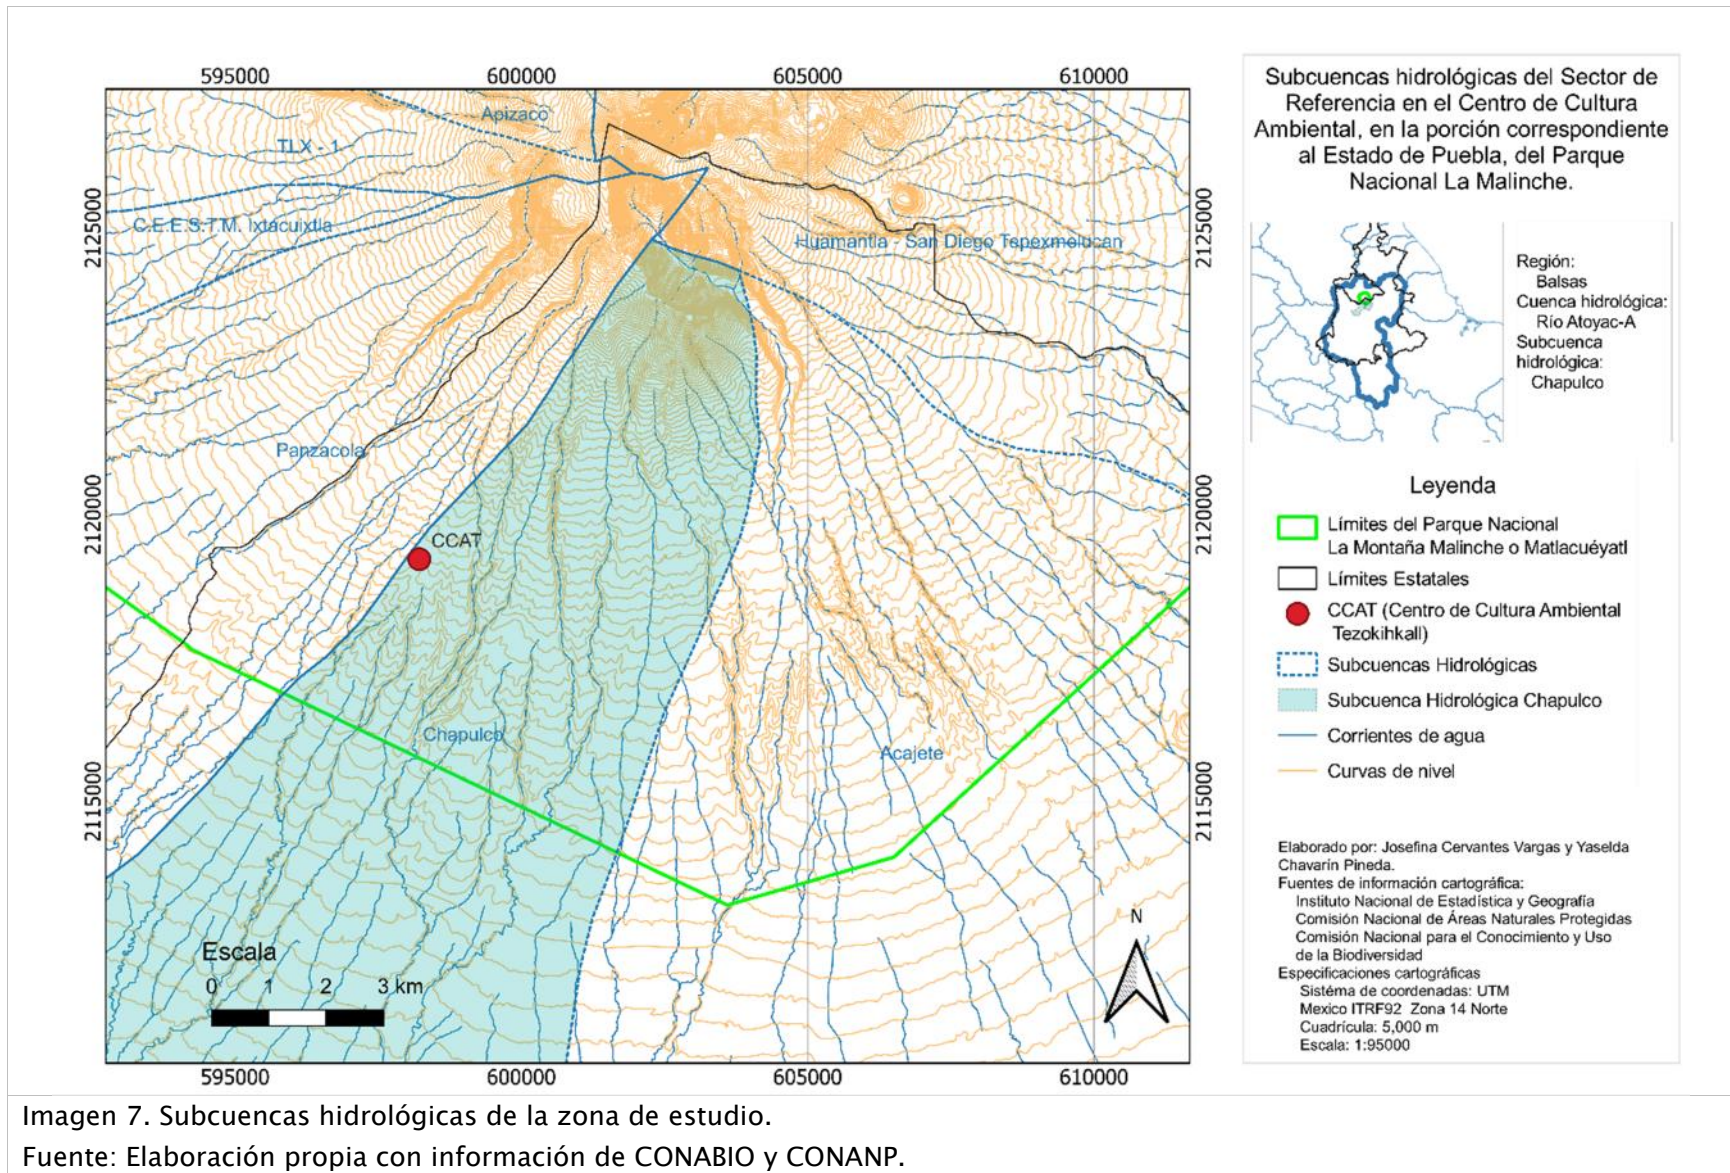 595000 600000 605000 610000
Apizaco
TLX - 1
2125000
C.E.E.S.T.M. Ixtacuixtla
Huamantla - San Diego Tepexmelucan
2125000
Panzacola
2120000
CCAT
2120000
Chapulco
Acajete
2115000
2115000
Escala
0 1 2 3 km
N
595000 600000 605000 610000
Subcuencas hidrológicas del Sector de
Referencia en el Centro de Cultura
Ambiental, en la porción correspondiente
al Estado de Puebla, del Parque
Nacional La Malinche.
Región:
Balsas
Cuenca hidrológica:
Río Atoyac-A
Subcuenca
hidrológica:
Chapulco
Leyenda
Límites del Parque Nacional
La Montaña Malinche o Matlacuéyatl
Límites Estatales
CCAT (Centro de Cultura Ambiental
Tezokihkall)
Subcuencas Hidrológicas
Subcuenca Hidrológica Chapulco
Corrientes de agua
Curvas de nivel
Elaborado por: Josefina Cervantes Vargas y Yaselda
Chavarín Pineda.
Fuentes de información cartográfica:
Instituto Nacional de Estadística y Geografía
Comisión Nacional de Áreas Naturales Protegidas
Comisión Nacional para el Conocimiento y Uso
de la Biodiversidad
Especificaciones cartográficas
Sistéma de coordenadas: UTM
Mexico ITRF92 Zona 14 Norte
Cuadrícula: 5,000 m
Escala: 1:95000
Imagen 7. Subcuencas hidrológicas de la zona de estudio.
Fuente: Elaboración propia con información de CONABIO y CONANP.